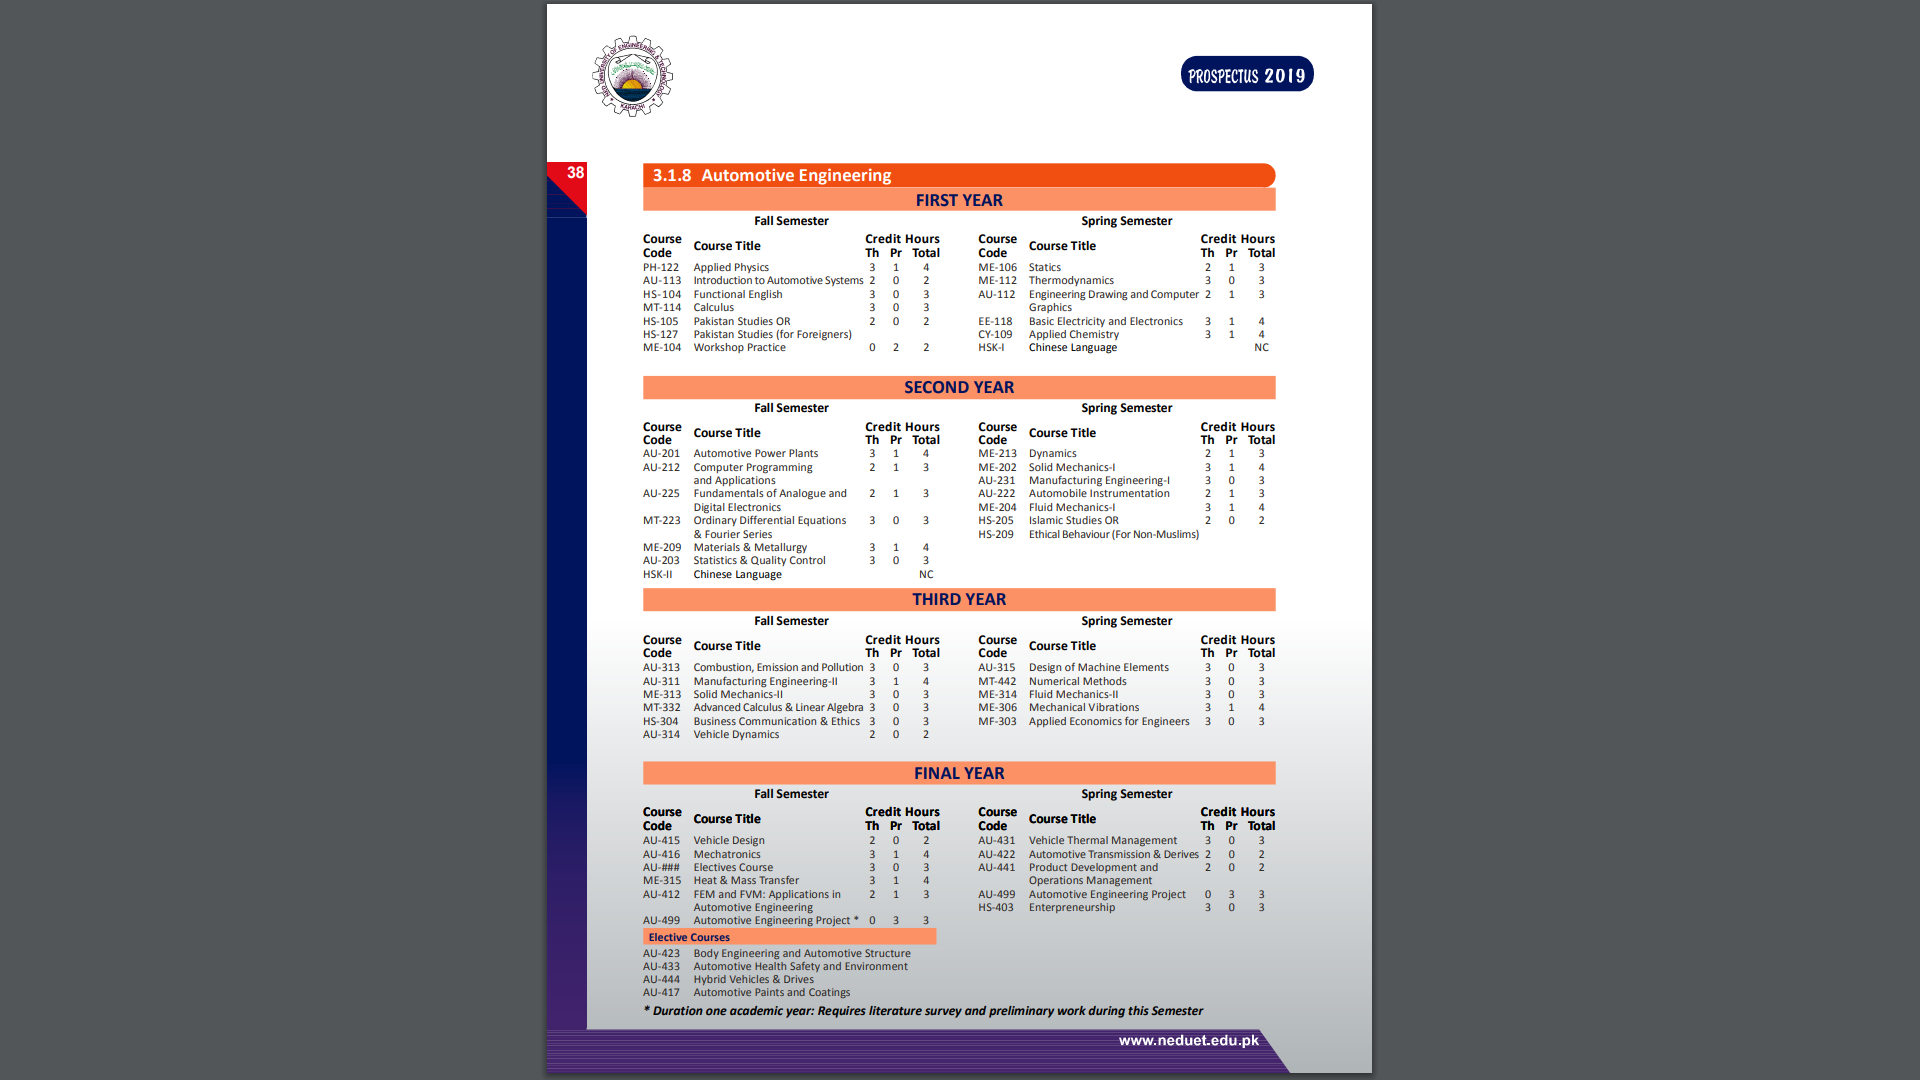 NED UNIVERSITY OF ENGINEERING & TECHNOLOGY
KARACHI
PROSPECTUS 2019
38
3.1.8 Automotive Engineering
FIRST YEAR
Fall Semester
Course Code Course Title Credit Hours Th Pr Total
PH-122 Applied Physics 3 1 4
AU-113 Introduction to Automotive Systems 2 0 2
HS-104 Functional English 3 0 3
MT-114 Calculus 3 0 3
HS-105 Pakistan Studies OR 2 0 2
HS-127 Pakistan Studies (for Foreigners)
ME-104 Workshop Practice 0 2 2
Spring Semester
Course Code Course Title Credit Hours Th Pr Total
ME-106 Statics 2 1 3
ME-112 Thermodynamics 3 0 3
AU-112 Engineering Drawing and Computer 2 1 3
Graphics
EE-118 Basic Electricity and Electronics 3 1 4
CY-109 Applied Chemistry 3 1 4
HSK-I Chinese Language NC
SECOND YEAR
Fall Semester
Course Code Course Title Credit Hours Th Pr Total
AU-201 Automotive Power Plants 3 1 4
AU-212 Computer Programming 2 1 3
and Applications
AU-225 Fundamentals of Analogue and 2 1 3
Digital Electronics
MT-223 Ordinary Differential Equations 3 0 3
& Fourier Series
ME-209 Materials & Metallurgy 3 1 4
AU-203 Statistics & Quality Control 3 0 3
HSK-II Chinese Language NC
Spring Semester
Course Code Course Title Credit Hours Th Pr Total
ME-213 Dynamics 2 1 3
ME-202 Solid Mechanics-I 3 1 4
AU-231 Manufacturing Engineering-I 3 0 3
AU-222 Automobile Instrumentation 2 1 3
ME-204 Fluid Mechanics-I 3 1 4
HS-205 Islamic Studies OR 2 0 2
HS-209 Ethical Behaviour (For Non-Muslims)
THIRD YEAR
Fall Semester
Course Code Course Title Credit Hours Th Pr Total
AU-313 Combustion, Emission and Pollution 3 0 3
AU-311 Manufacturing Engineering-II 3 1 4
ME-313 Solid Mechanics-II 3 0 3
MT-332 Advanced Calculus & Linear Algebra 3 0 3
HS-304 Business Communication & Ethics 3 0 3
AU-314 Vehicle Dynamics 2 0 2
Spring Semester
Course Code Course Title Credit Hours Th Pr Total
AU-315 Design of Machine Elements 3 0 3
MT-442 Numerical Methods 3 0 3
ME-314 Fluid Mechanics-II 3 0 3
ME-306 Mechanical Vibrations 3 1 4
MF-303 Applied Economics for Engineers 3 0 3
FINAL YEAR
Fall Semester
Course Code Course Title Credit Hours Th Pr Total
AU-415 Vehicle Design 2 0 2
AU-416 Mechatronics 3 1 4
AU-### Electives Course 3 0 3
ME-315 Heat & Mass Transfer 3 1 4
AU-412 FEM and FVM: Applications in 2 1 3
Automotive Engineering
AU-499 Automotive Engineering Project * 0 3 3
Spring Semester
Course Code Course Title Credit Hours Th Pr Total
AU-431 Vehicle Thermal Management 3 0 3
AU-422 Automotive Transmission & Derives 2 0 2
AU-441 Product Development and 2 0 2
Operations Management
AU-499 Automotive Engineering Project 0 3 3
HS-403 Enterpreneurship 3 0 3
Elective Courses
AU-423 Body Engineering and Automotive Structure
AU-433 Automotive Health Safety and Environment
AU-444 Hybrid Vehicles & Drives
AU-417 Automotive Paints and Coatings
* Duration one academic year: Requires literature survey and preliminary work during this Semester
www.neduet.edu.pk